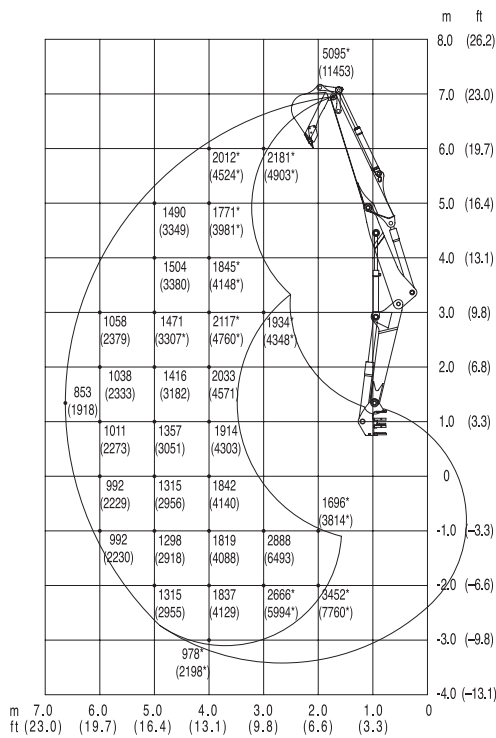 m ft
8.0 (26.2)
5095*
(11453)
7.0 (23.0)
6.0 (19.7)
2012* 2181*
(4524*) (4903*)
5.0 (16.4)
1490 1771*
(3349) (3981*)
4.0 (13.1)
1504 1845*
(3380) (4148*)
3.0 (9.8)
1058 1471 2117* 1934*
(2379) (3307*) (4760*) (4348*)
2.0 (6.8)
1038 1416 2033
(2333) (3182) (4571)
853
(1918)
1.0 (3.3)
1011 1357 1914
(2273) (3051) (4303)
0
992 1315 1842
(2229) (2956) (4140)
1696*
(3814*)
-1.0 (–3.3)
992 1298 1819 2888
(2230) (2918) (4088) (6493)
-2.0 (–6.6)
1315 1837 2666* 3452*
(2955) (4129) (5994*) (7760*)
-3.0 (–9.8)
978*
(2198*)
-4.0 (–13.1)
m 7.0 6.0 5.0 4.0 3.0 2.0 1.0 0
ft (23.0) (19.7) (16.4) (13.1) (9.8) (6.6) (3.3)